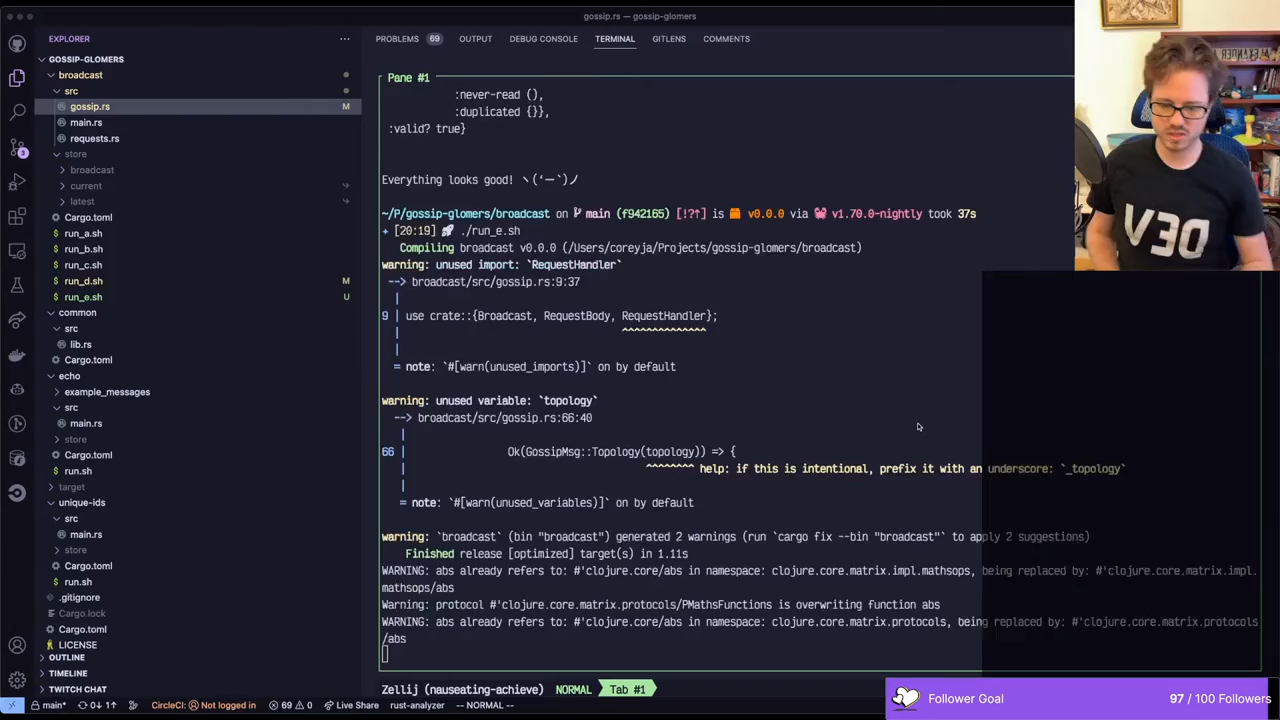 gossip.rs — gossip-glomers
EXPLORER
GOSSIP-GLOMERS
broadcast
src
gossip.rs M
main.rs
requests.rs
store
broadcast
current
latest
Cargo.toml
run_a.sh
run_b.sh
run_c.sh
run_d.sh M
run_e.sh U
common
src
lib.rs
Cargo.toml
echo
example_messages
src
main.rs
store
Cargo.toml
run.sh
target
unique-ids
src
main.rs
store
Cargo.toml
run.sh
.gitignore
Cargo.lock
Cargo.toml
LICENSE
OUTLINE
TIMELINE
TWITCH CHAT
PROBLEMS 69 OUTPUT DEBUG CONSOLE TERMINAL GITLENS COMMENTS
Pane #1
:never-read (),
:duplicated {}},
:valid? true}
Everything looks good! ヽ(‘ー`)ノ
~/P/gossip-glomers/broadcast on main (f942165) [!?↑] is v0.0.0 via v1.70.0-nightly took 37s
[20:19] ./run_e.sh
Compiling broadcast v0.0.0 (/Users/coreyja/Projects/gossip-glomers/broadcast)
warning: unused import: `RequestHandler`
--> broadcast/src/gossip.rs:9:37
|
9 | use crate::{Broadcast, RequestBody, RequestHandler};
| ^^^^^^^^^^^^^^
|
= note: `#[warn(unused_imports)]` on by default
warning: unused variable: `topology`
--> broadcast/src/gossip.rs:66:40
|
66 | Ok(GossipMsg::Topology(topology)) => {
| ^^^^^^^^ help: if this is intentional, prefix it with an underscore: `_topology`
|
= note: `#[warn(unused_variables)]` on by default
warning: `broadcast` (bin "broadcast") generated 2 warnings (run `cargo fix --bin "broadcast"` to apply 2 suggestions)
Finished release [optimized] target(s) in 1.11s
WARNING: abs already refers to: #'clojure.core/abs in namespace: clojure.core.matrix.impl.mathsops, being replaced by: #'clojure.core.matrix.impl.
mathsops/abs
Warning: protocol #'clojure.core.matrix.protocols/PMathsFunctions is overwriting function abs
WARNING: abs already refers to: #'clojure.core/abs in namespace: clojure.core.matrix.protocols, being replaced by: #'clojure.core.matrix.protocols
/abs
Zellij (nauseating-achieve) NORMAL Tab #1
main* 0↓ 1↑ CircleCI: Not logged in 69 0 Live Share rust-analyzer -- NORMAL --
DEV
Follower Goal 97 / 100 Followers